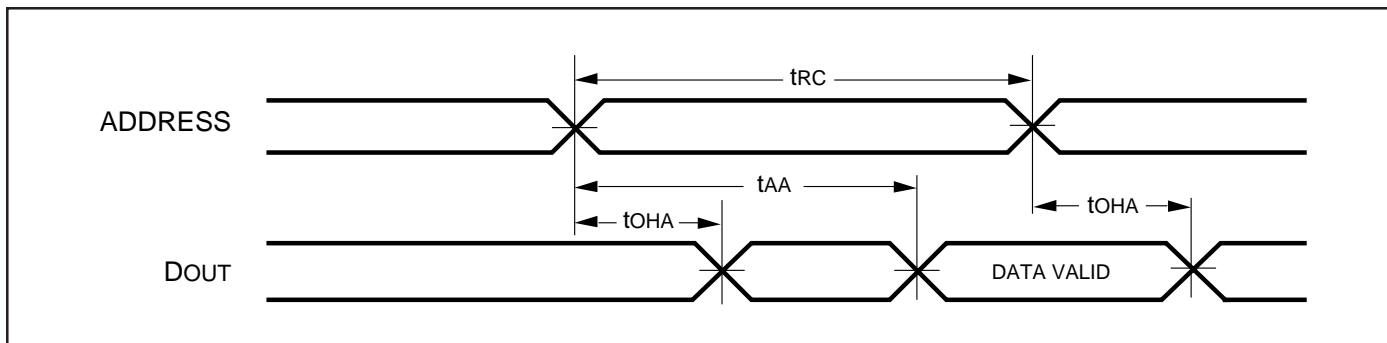 tRC
ADDRESS
tAA
tOHA
tOHA
DOUT
DATA VALID